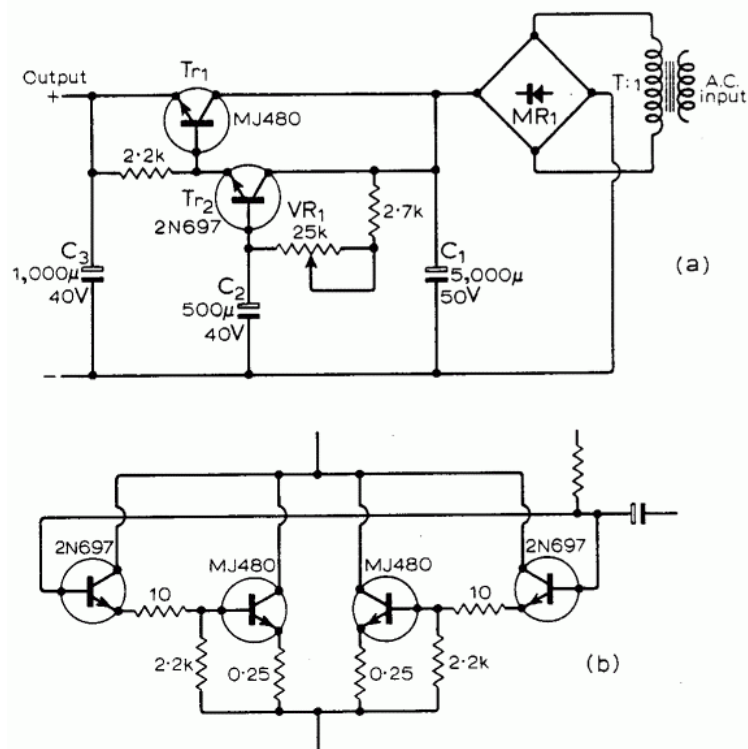 Output
+
Tr1
MJ480
2·2k
Tr2
2N697
VR1
25k
2·7k
C3
1,000µ
40V
C2
500µ
40V
C1
5,000µ
50V
MR1
T:1
A.C.
input
(a)
–
2N697
MJ480
MJ480
2N697
10
10
2·2k
0·25
0·25
2·2k
(b)